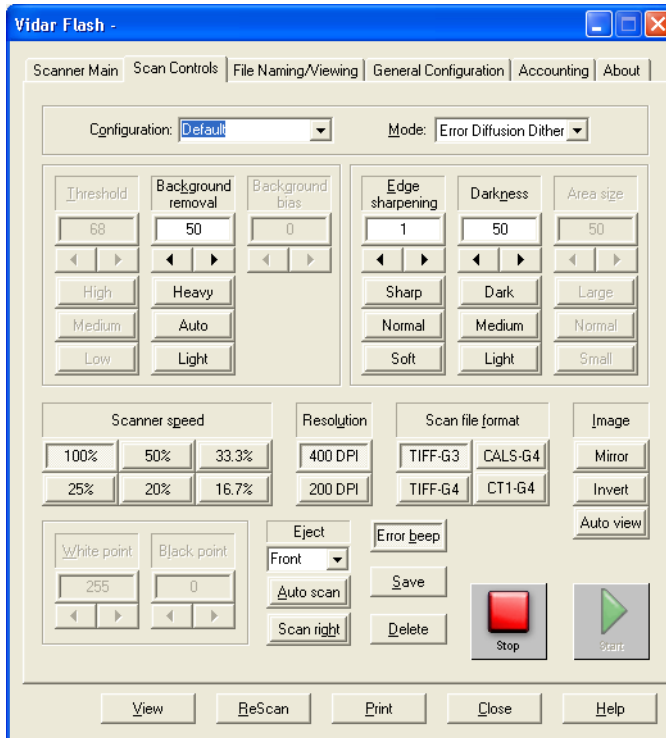 Vidar Flash -
Scanner Main Scan Controls File Naming/Viewing General Configuration Accounting About
Configuration: Default Mode: Error Diffusion Dither
Threshold Background removal Background bias Edge sharpening Darkness Area size
68 50 0 1 50 50
High Heavy Sharp Dark Large
Medium Auto Normal Medium Normal
Low Light Soft Light Small
Scanner speed Resolution Scan file format Image
100% 50% 33.3% 400 DPI TIFF-G3 CALS-G4 Mirror
25% 20% 16.7% 200 DPI TIFF-G4 CT1-G4 Invert
Auto view
White point Black point Eject Error beep
255 0 Front Save
Auto scan
Scan right Delete
Stop Start
View ReScan Print Close Help